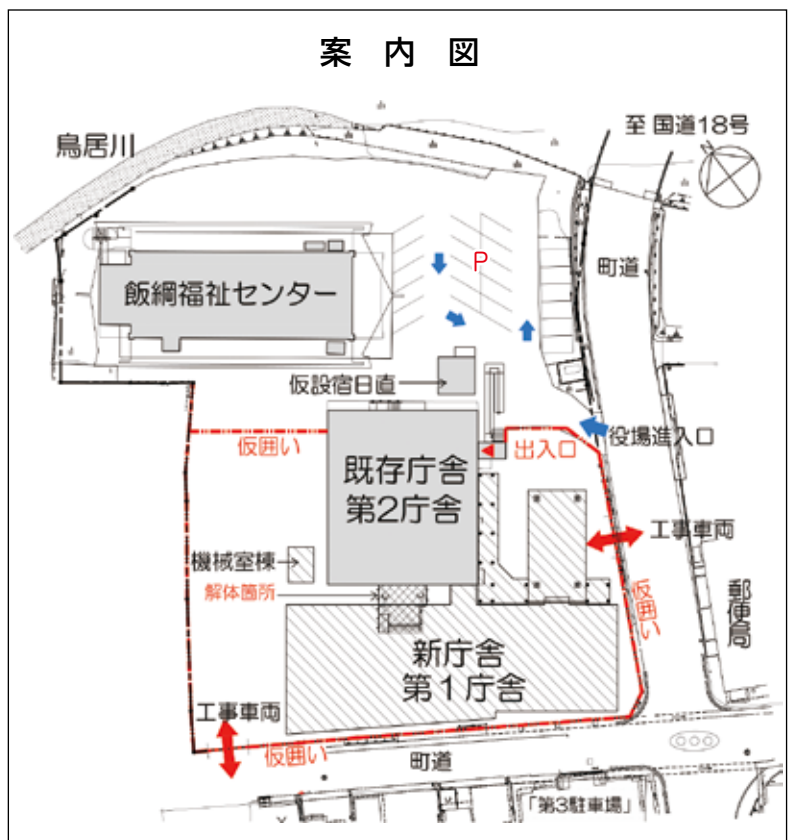 案内図
鳥居川
至 国道18号
町道
P
飯綱福祉センター
仮設宿日直
仮囲い
出入口
役場進入口
既存庁舎
第2庁舎
工事車両
機械室棟
解体箇所
仮囲い
郵便局
新庁舎
第1庁舎
工事車両
仮囲い
町道
「第3駐車場」